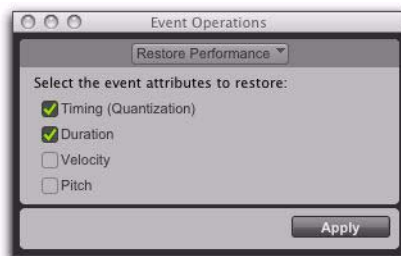 Event Operations
Restore Performance
Select the event attributes to restore:
Timing (Quantization)
Duration
Velocity
Pitch
Apply